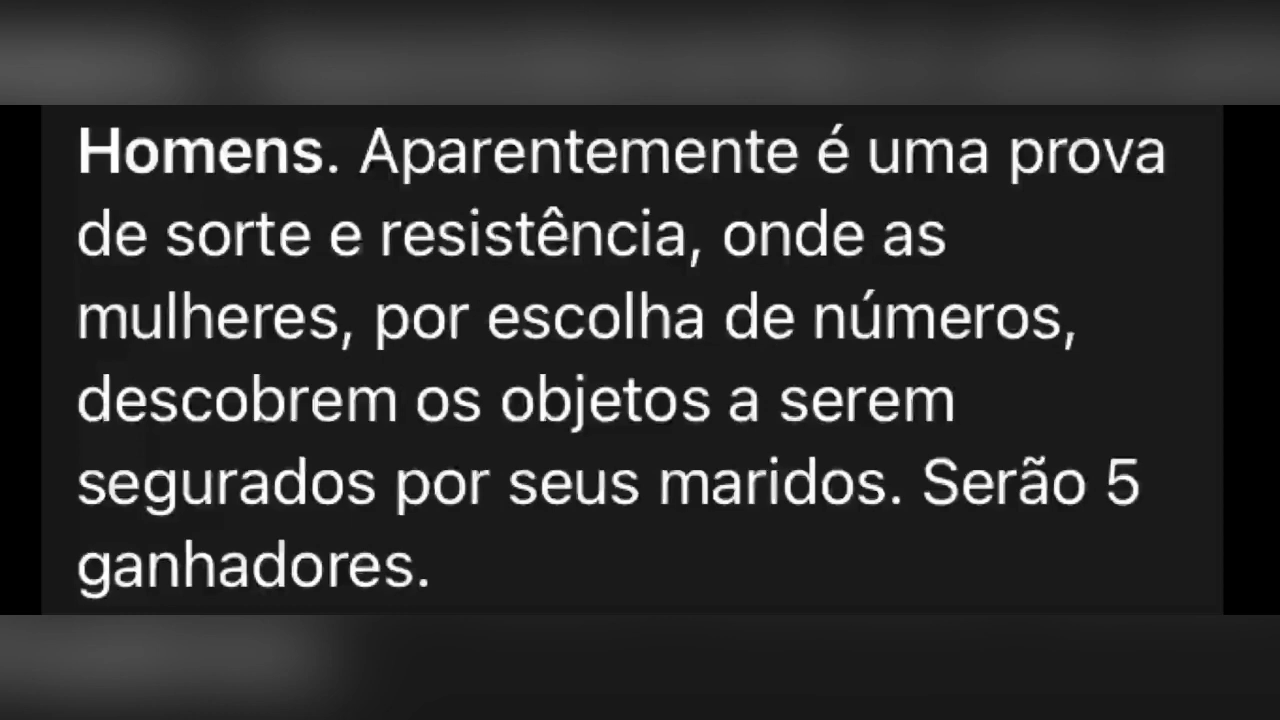 Homens. Aparentemente é uma prova
de sorte e resistência, onde as
mulheres, por escolha de números,
descobrem os objetos a serem
segurados por seus maridos. Serão 5
ganhadores.